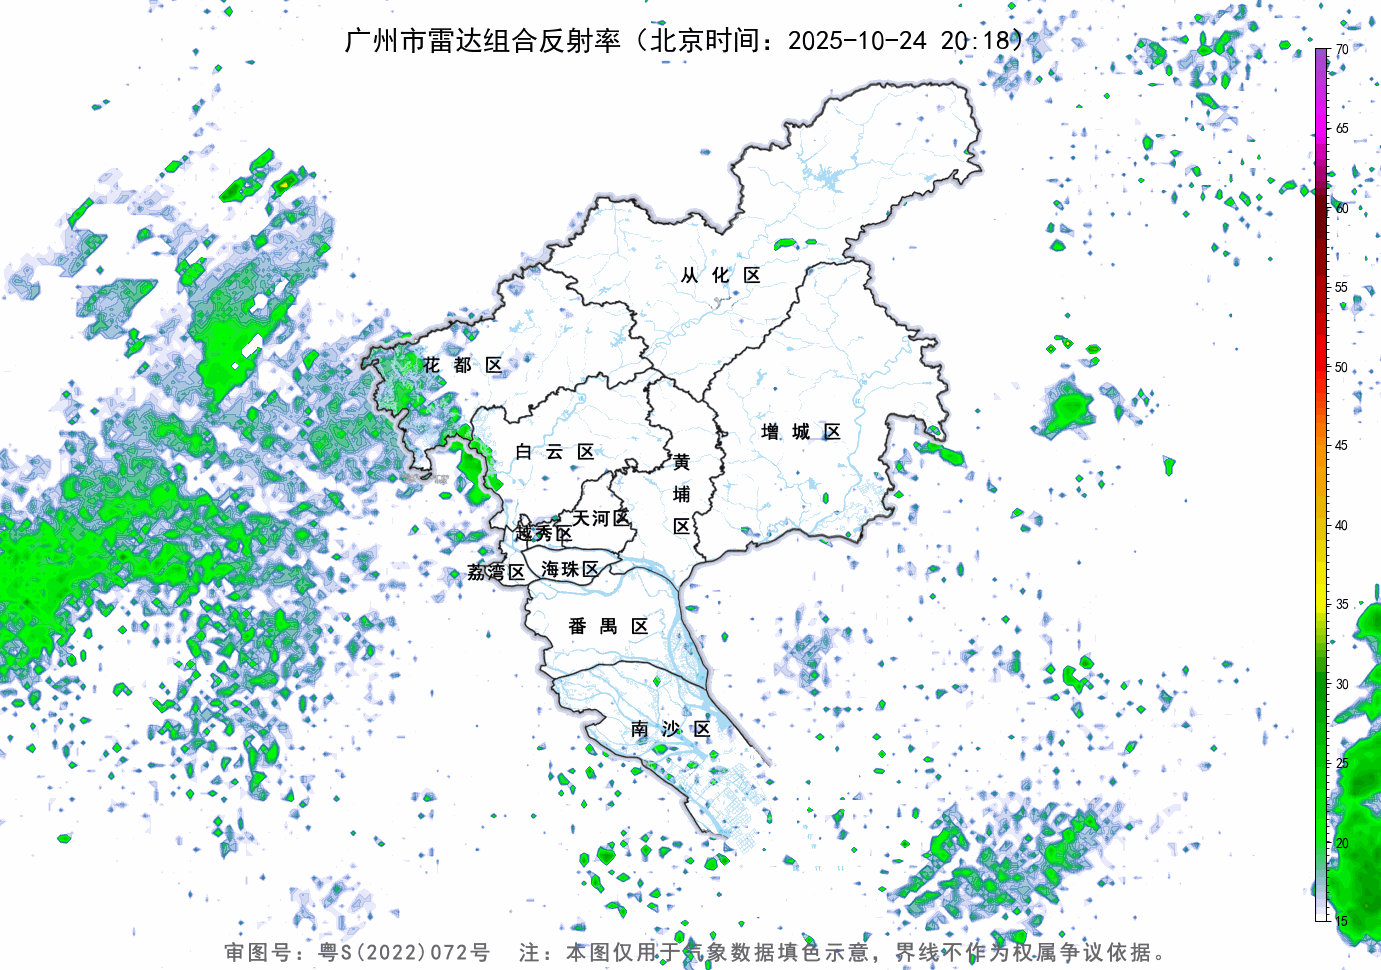 广州市雷达组合反射率（北京时间：2025-10-24 20:18）
70
65
60
55
50
45
40
35
30
25
20
15
从化区
花都区
增城区
白云区
黄埔区
天河区
越秀区
荔湾区
海珠区
番禺区
南沙区
审图号：粤S(2022)072号 注：本图仅用于气象数据填色示意，界线不作为权属争议依据。